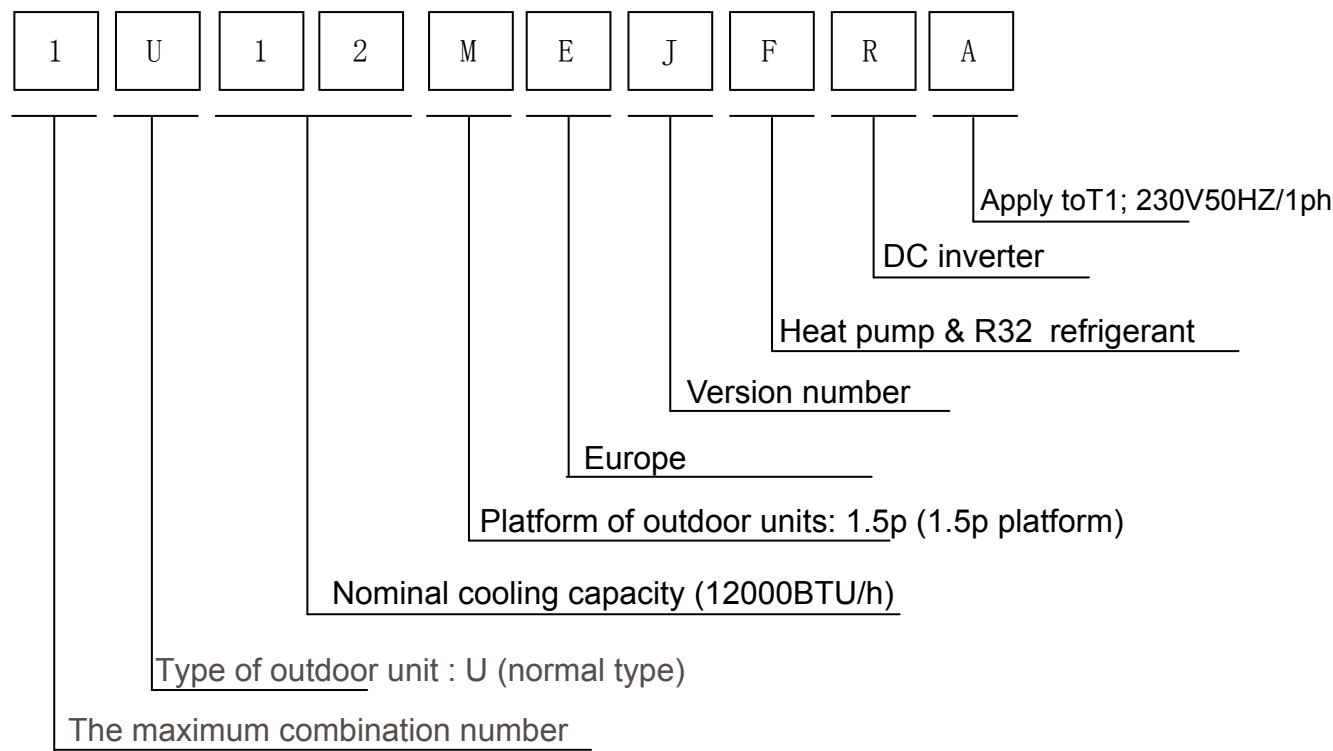 1 U 1 2 M E J F R A
Apply toT1; 230V50HZ/1ph
DC inverter
Heat pump & R32 refrigerant
Version number
Europe
Platform of outdoor units: 1.5p (1.5p platform)
Nominal cooling capacity (12000BTU/h)
Type of outdoor unit : U (normal type)
The maximum combination number